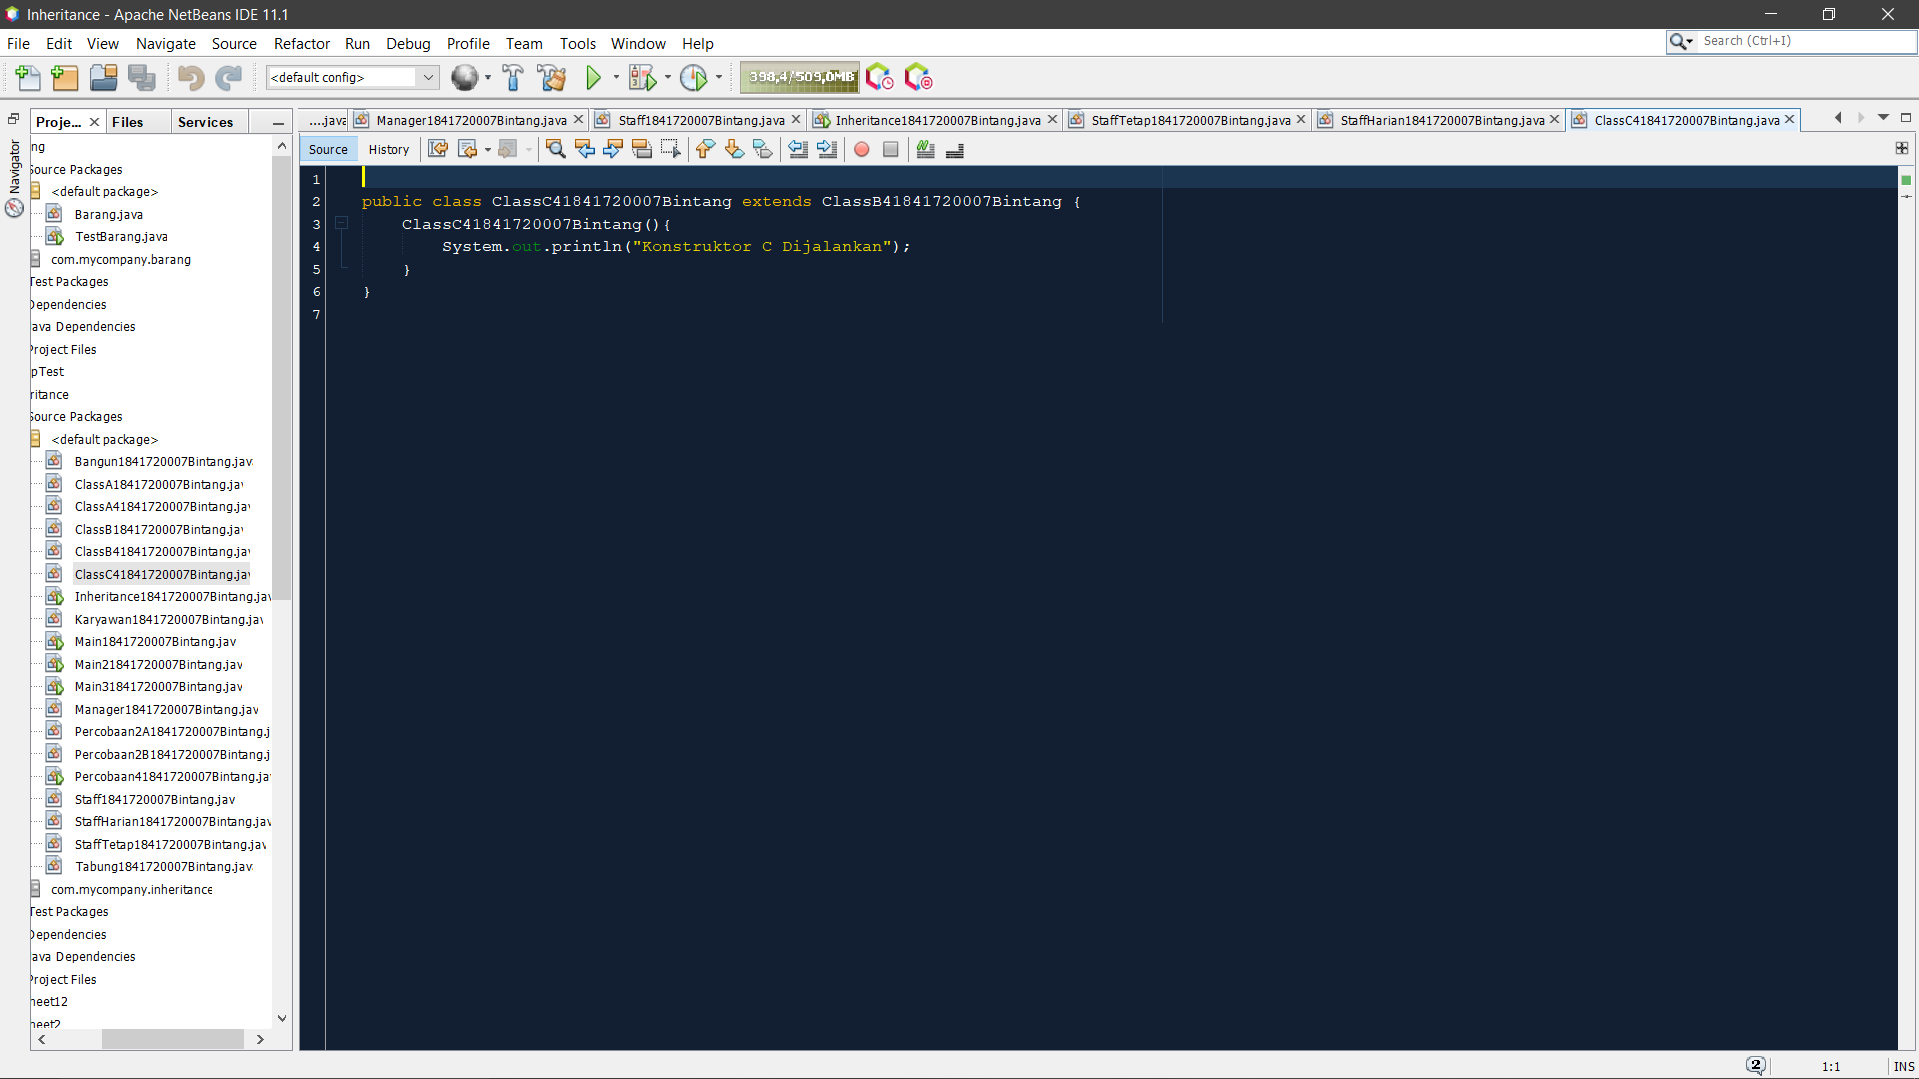 Inheritance - Apache NetBeans IDE 11.1
File Edit View Navigate Source Refactor Run Debug Profile Team Tools Window Help
Search (Ctrl+I)
<default config>
398,4/509,0MB
Proje... Files Services
Navigator
....java Manager1841720007Bintang.java Staff1841720007Bintang.java Inheritance1841720007Bintang.java StaffTetap1841720007Bintang.java StaffHarian1841720007Bintang.java ClassC41841720007Bintang.java
Source History
ng
Source Packages
<default package>
Barang.java
TestBarang.java
com.mycompany.barang
Test Packages
Dependencies
ava Dependencies
Project Files
pTest
ritance
Source Packages
<default package>
Bangun1841720007Bintang.java
ClassA1841720007Bintang.jav
ClassA41841720007Bintang.jav
ClassB1841720007Bintang.jav
ClassB41841720007Bintang.jav
ClassC41841720007Bintang.jav
Inheritance1841720007Bintang.jav
Karyawan1841720007Bintang.jav
Main1841720007Bintang.jav
Main21841720007Bintang.jav
Main31841720007Bintang.jav
Manager1841720007Bintang.jav
Percobaan2A1841720007Bintang.j
Percobaan2B1841720007Bintang.j
Percobaan41841720007Bintang.ja
Staff1841720007Bintang.jav
StaffHarian1841720007Bintang.jav
StaffTetap1841720007Bintang.jav
Tabung1841720007Bintang.java
com.mycompany.inheritance
Test Packages
Dependencies
ava Dependencies
Project Files
heet12
heet2
1
2 public class ClassC41841720007Bintang extends ClassB41841720007Bintang {
3 ClassC41841720007Bintang(){
4 System.out.println("Konstruktor C Dijalankan");
5 }
6 }
7
2 1:1 INS